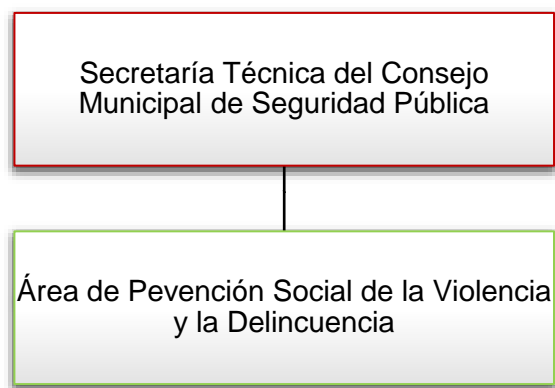 Secretaría Técnica del Consejo
Municipal de Seguridad Pública
Área de Pevención Social de la Violencia
y la Delincuencia